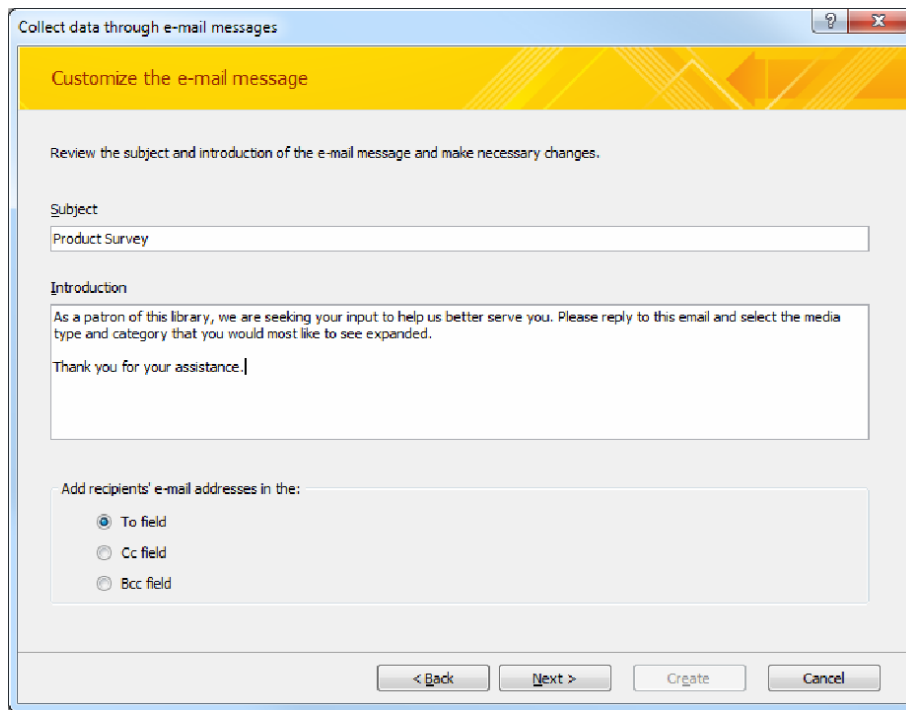 Collect data through e-mail messages
?
Customize the e-mail message
Review the subject and introduction of the e-mail message and make necessary changes.
Subject
Product Survey
Introduction
As a patron of this library, we are seeking your input to help us better serve you. Please reply to this email and select the media
type and category that you would most like to see expanded.
Thank you for your assistance.
Add recipients' e-mail addresses in the:
To field
Cc field
Bcc field
< Back Next > Create Cancel